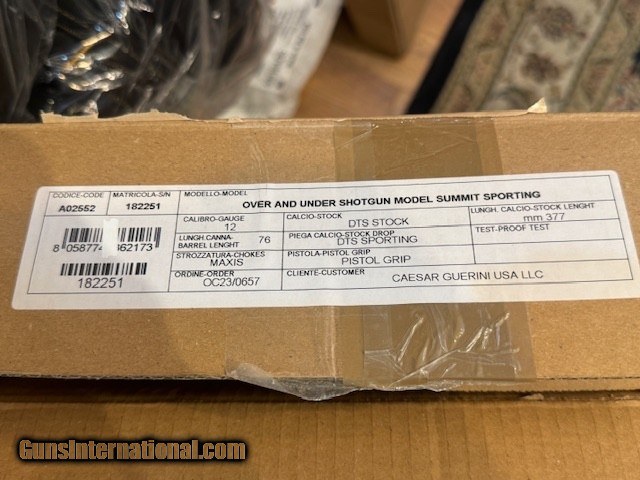 CODICE-CODE MATRICOLA-S/N MODELLO-MODEL
A02552 182251 OVER AND UNDER SHOTGUN MODEL SUMMIT SPORTING
CALIBRO-GAUGE CALCIO-STOCK LUNGH. CALCIO-STOCK LENGHT
12 DTS STOCK mm 377
LUNGH.CANNA- 76 PIEGA CALCIO-STOCK DROP TEST-PROOF TEST
BARREL LENGHT DTS SPORTING
STROZZATURA-CHOKES PISTOLA-PISTOL GRIP
MAXIS PISTOL GRIP
ORDINE-ORDER CLIENTE-CUSTOMER CAESAR GUERINI USA LLC
OC23/0657
8 05877 62173
182251
GunsInternational.com